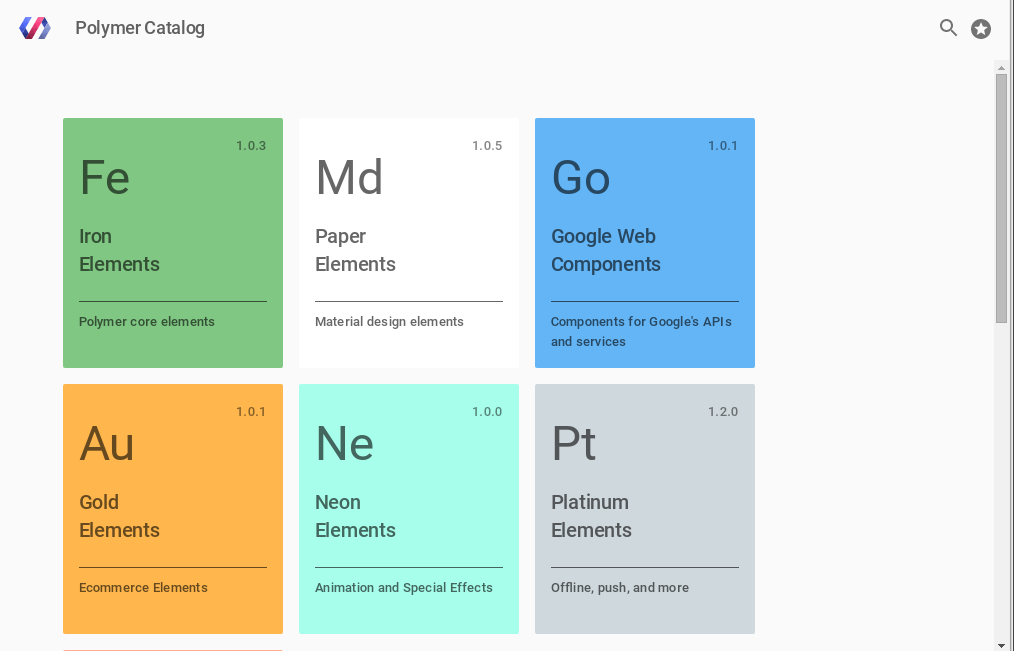 Polymer Catalog
1.0.3
Fe
Iron
Elements
Polymer core elements
1.0.5
Md
Paper
Elements
Material design elements
1.0.1
Go
Google Web
Components
Components for Google's APIs
and services
1.0.1
Au
Gold
Elements
Ecommerce Elements
1.0.0
Ne
Neon
Elements
Animation and Special Effects
1.2.0
Pt
Platinum
Elements
Offline, push, and more